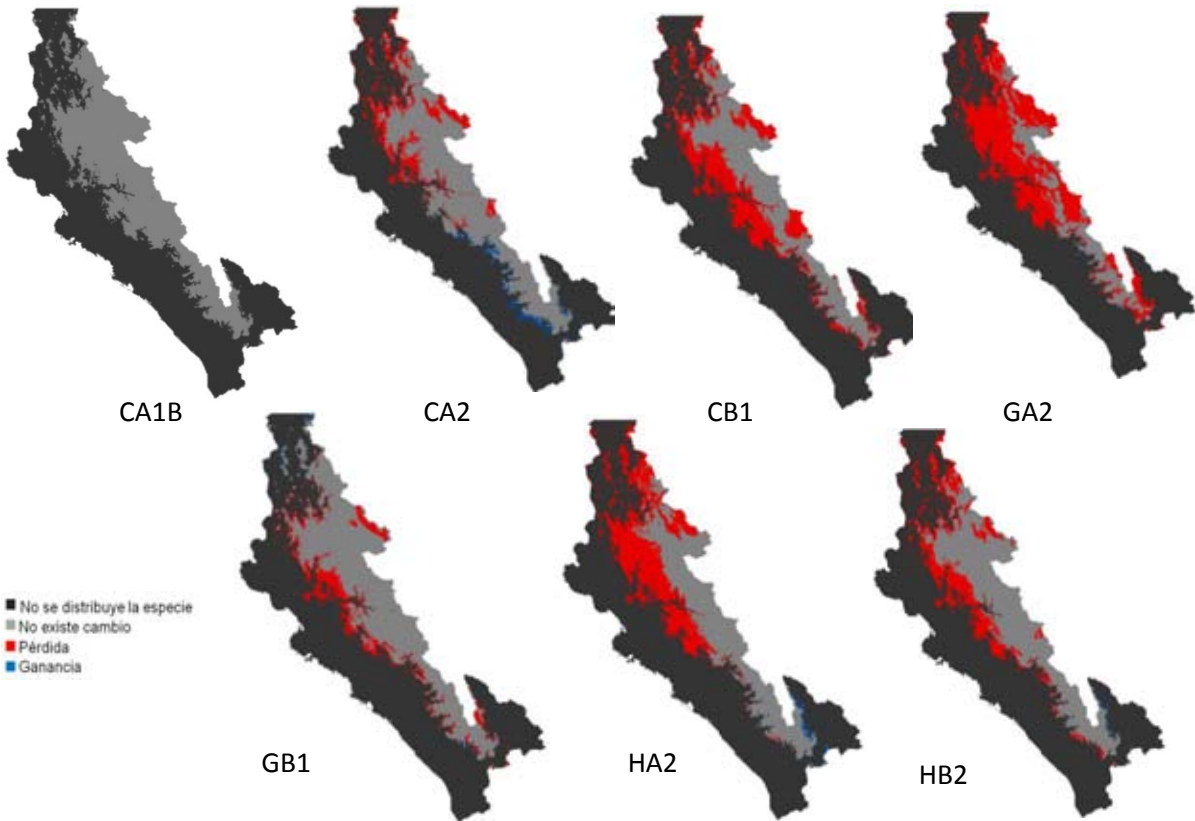 CA1B
CA2
CB1
GA2
No se distribuye la especie
No existe cambio
Pérdida
Ganancia
GB1
HA2
HB2